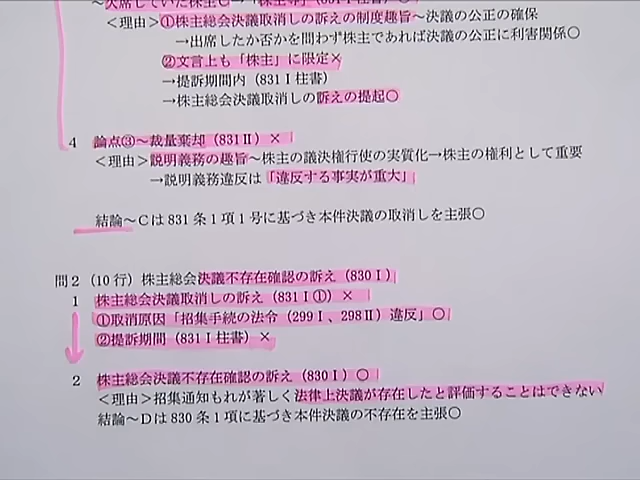 ～欠席していた株主C→「株主等」
＜理由＞①株主総会決議取消しの訴えの制度趣旨～決議の公正の確保
→出席したか否かを問わず株主であれば決議の公正に利害関係○
②文言上も「株主」に限定×
→提訴期間内（831Ⅰ柱書）
→株主総会決議取消しの訴えの提起○
4 論点③～裁量棄却（831Ⅱ）×
＜理由＞説明義務の趣旨～株主の議決権行使の実質化→株主の権利として重要
→説明義務違反は「違反する事実が重大」
結論～Cは831条1項1号に基づき本件決議の取消しを主張○
問2（10行）株主総会決議不存在確認の訴え（830Ⅰ）
1 株主総会決議取消しの訴え（831Ⅰ①）×
①取消原因「招集手続の法令（299Ⅰ、298Ⅱ）違反」○
②提訴期間（831Ⅰ柱書）×
2 株主総会決議不存在確認の訴え（830Ⅰ）○
＜理由＞招集通知もれが著しく法律上決議が存在したと評価することはできない
結論～Dは830条1項に基づき本件決議の不存在を主張○